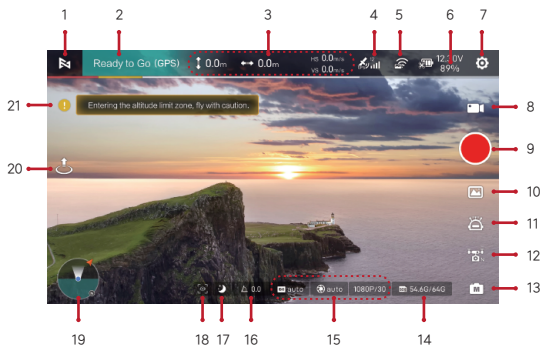 1 2 3 4 5 6 7
Ready to Go (GPS) 0.0m 0.0m HS 0.0m/s 12.20V
VS 0.0m/s 89%
21 Entering the altitude limit zone, fly with caution. 8
9
20 10
11
12
M 13
0.0 auto auto 1080P/30 54.6G/64G
19 18 17 16 15 14